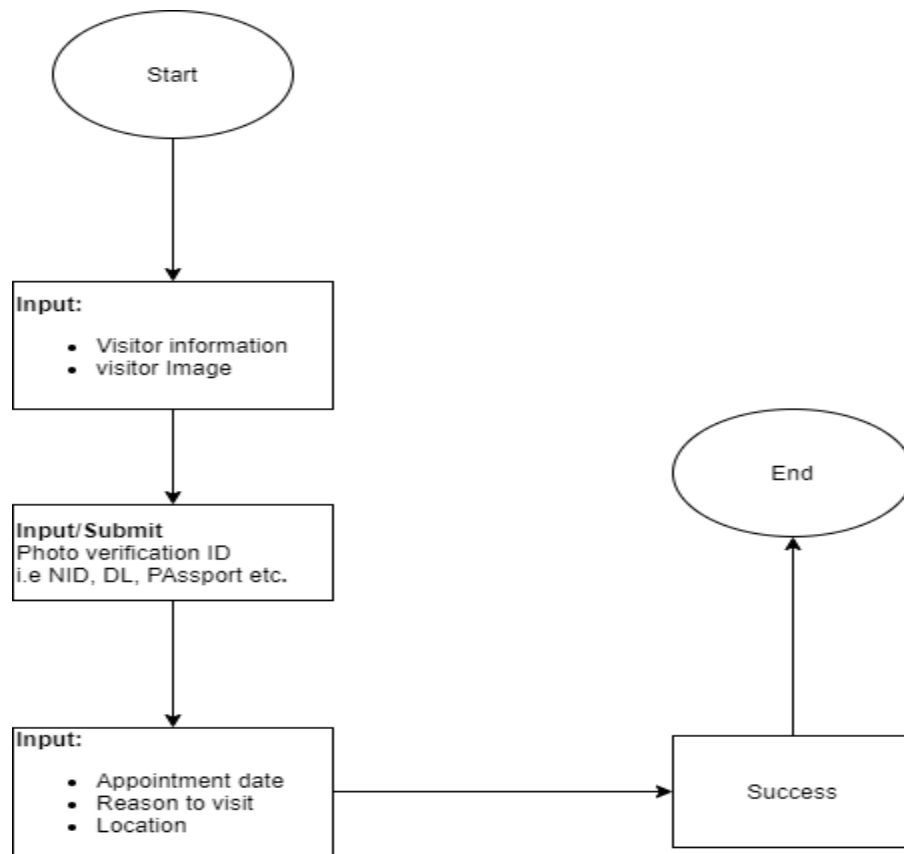 Start
Input:
• Visitor information
• visitor Image
Input/Submit
Photo verification ID
i.e NID, DL, PAssport etc.
Input:
• Appointment date
• Reason to visit
• Location
Success
End